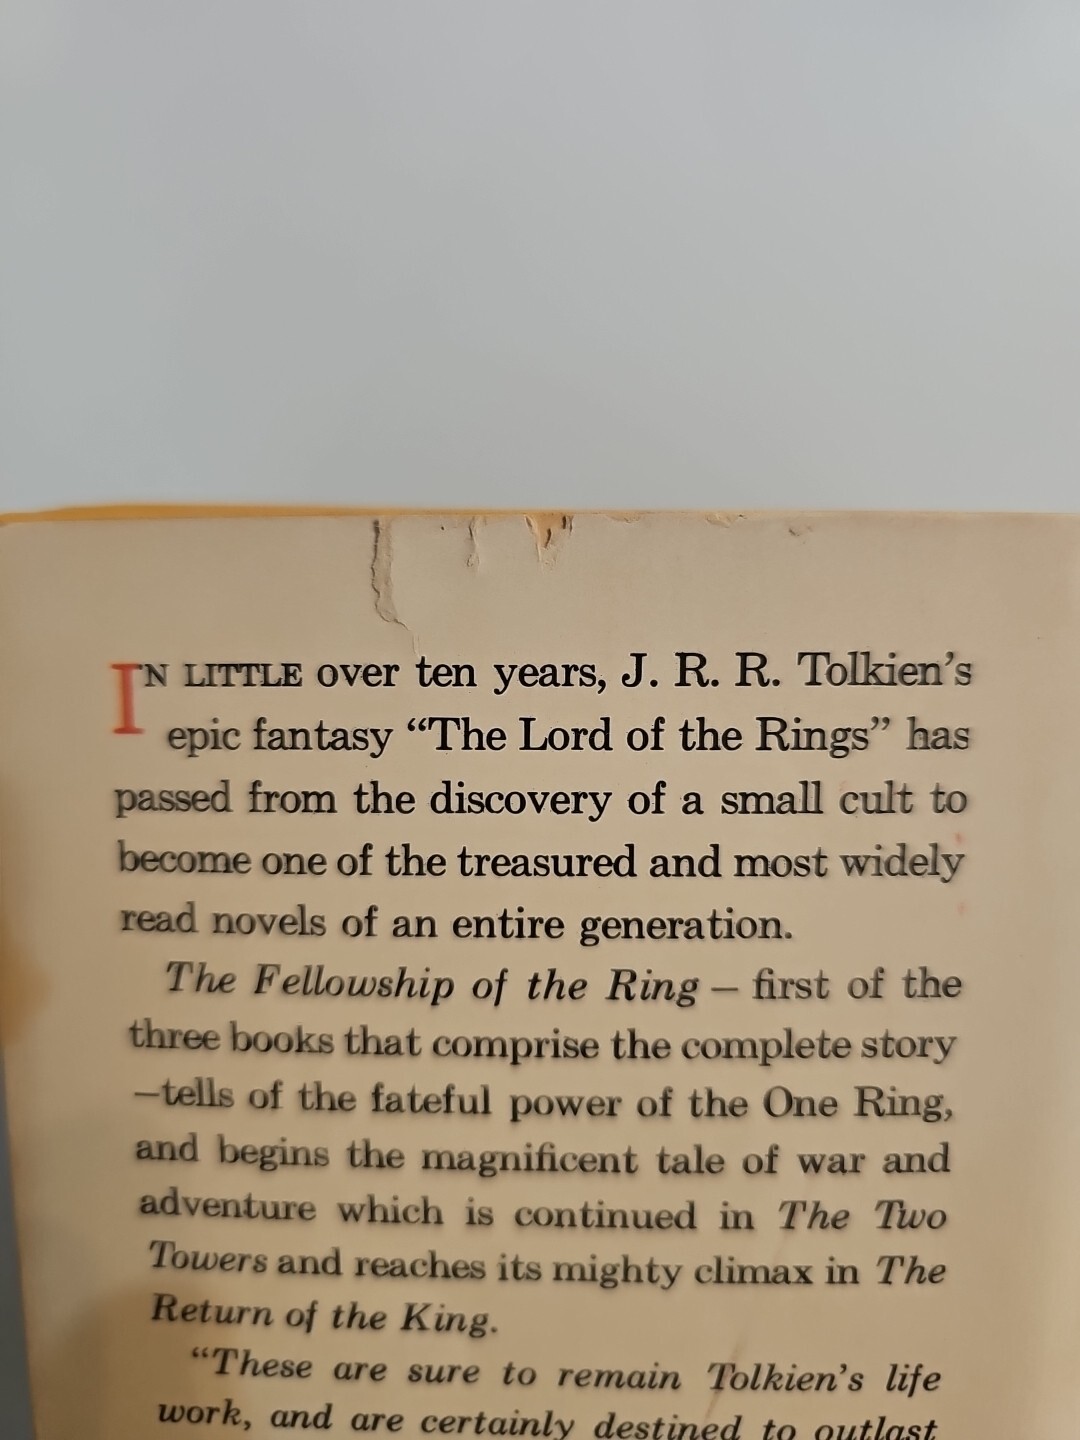 IN LITTLE over ten years, J. R. R. Tolkien's
epic fantasy “The Lord of the Rings” has
passed from the discovery of a small cult to
become one of the treasured and most widely
read novels of an entire generation.
The Fellowship of the Ring – first of the
three books that comprise the complete story
–tells of the fateful power of the One Ring,
and begins the magnificent tale of war and
adventure which is continued in The Two
Towers and reaches its mighty climax in The
Return of the King.
“These are sure to remain Tolkien's life
work, and are certainly destined to outlast